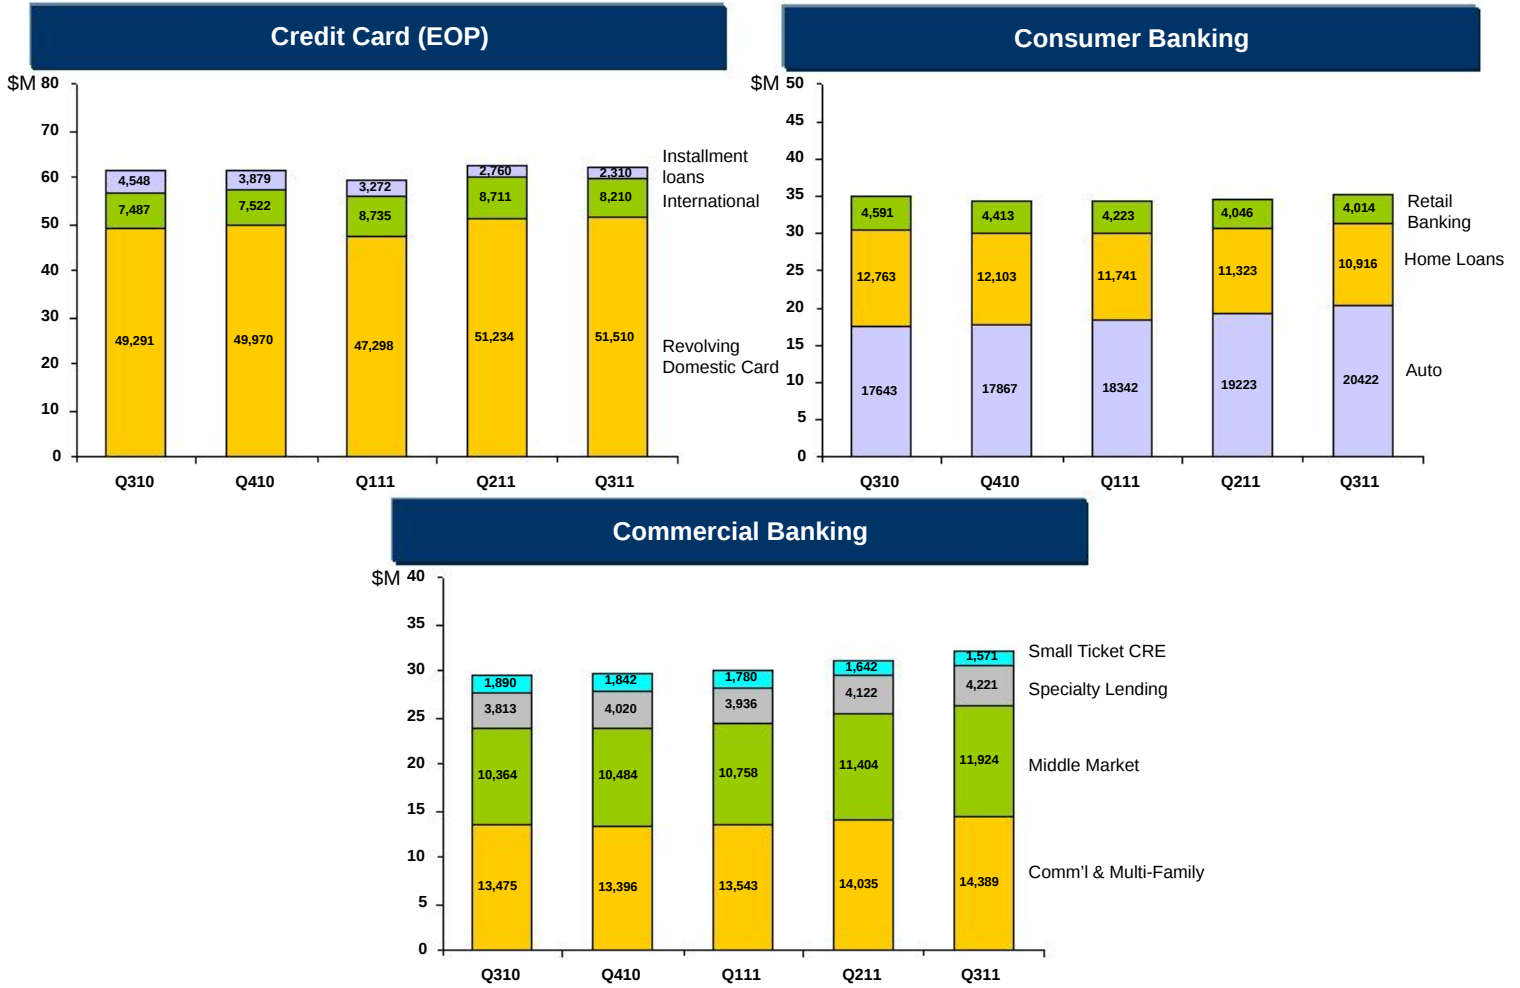 Credit Card (EOP)
$M
80
70
60
50
40
30
20
10
0
4,548
3,879
3,272
2,760
2,310
7,487
7,522
8,735
8,711
8,210
49,291
49,970
47,298
51,234
51,510
Installment
loans
International
Revolving
Domestic Card
Q310
Q410
Q111
Q211
Q311
Consumer Banking
$M
50
45
40
35
30
25
20
15
10
5
0
4,591
4,413
4,223
4,046
4,014
12,763
12,103
11,741
11,323
10,916
17643
17867
18342
19223
20422
Retail
Banking
Home Loans
Auto
Q310
Q410
Q111
Q211
Q311
Commercial Banking
$M
40
35
30
25
20
15
10
5
0
1,890
1,842
1,780
1,642
1,571
3,813
4,020
3,936
4,122
4,221
10,364
10,484
10,758
11,404
11,924
13,475
13,396
13,543
14,035
14,389
Small Ticket CRE
Specialty Lending
Middle Market
Comm’l & Multi-Family
Q310
Q410
Q111
Q211
Q311